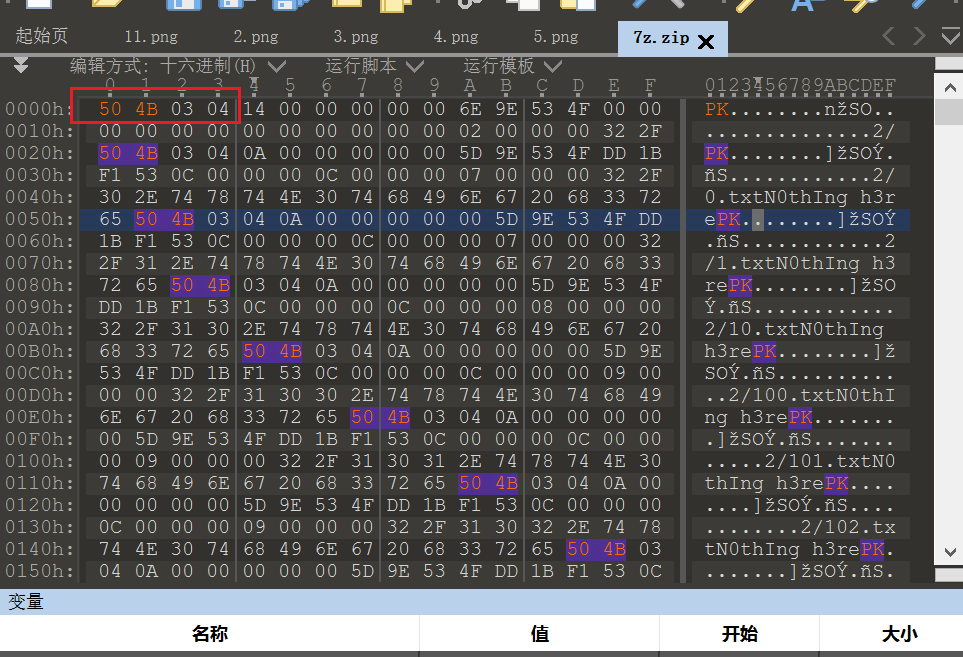 起始页 11.png 2.png 3.png 4.png 5.png 7z.zip
编辑方式: 十六进制(H) 运行脚本 运行模板
0 1 2 3 4 5 6 7 8 9 A B C D E F 0123456789ABCDEF
0000h: 50 4B 03 04 14 00 00 00 00 00 6E 9E 53 4F 00 00 PK........nžSO..
0010h: 00 00 00 00 00 00 00 00 00 00 02 00 00 00 32 2F ..............2/
0020h: 50 4B 03 04 0A 00 00 00 00 00 5D 9E 53 4F DD 1B PK........]žSOÝ.
0030h: F1 53 0C 00 00 00 0C 00 00 00 07 00 00 00 32 2F ñS............2/
0040h: 30 2E 74 78 74 4E 30 74 68 49 6E 67 20 68 33 72 0.txtN0thIng h3r
0050h: 65 50 4B 03 04 0A 00 00 00 00 00 5D 9E 53 4F DD ePK........]žSOÝ
0060h: 1B F1 53 0C 00 00 00 0C 00 00 00 07 00 00 00 32 .ñS............2
0070h: 2F 31 2E 74 78 74 4E 30 74 68 49 6E 67 20 68 33 /1.txtN0thIng h3
0080h: 72 65 50 4B 03 04 0A 00 00 00 00 00 5D 9E 53 4F rePK........]žSO
0090h: DD 1B F1 53 0C 00 00 00 0C 00 00 00 08 00 00 00 Ý.ñS............
00A0h: 32 2F 31 30 2E 74 78 74 4E 30 74 68 49 6E 67 20 2/10.txtN0thIng
00B0h: 68 33 72 65 50 4B 03 04 0A 00 00 00 00 00 5D 9E h3rePK........]ž
00C0h: 53 4F DD 1B F1 53 0C 00 00 00 0C 00 00 00 09 00 SOÝ.ñS..........
00D0h: 00 00 32 2F 31 30 30 2E 74 78 74 4E 30 74 68 49 ..2/100.txtN0thI
00E0h: 6E 67 20 68 33 72 65 50 4B 03 04 0A 00 00 00 00 ng h3rePK.......
00F0h: 00 5D 9E 53 4F DD 1B F1 53 0C 00 00 00 0C 00 00 .]žSOÝ.ñS.......
0100h: 00 09 00 00 00 32 2F 31 30 31 2E 74 78 74 4E 30 .....2/101.txtN0
0110h: 74 68 49 6E 67 20 68 33 72 65 50 4B 03 04 0A 00 thIng h3rePK....
0120h: 00 00 00 00 5D 9E 53 4F DD 1B F1 53 0C 00 00 00 ....]žSOÝ.ñS....
0130h: 0C 00 00 00 09 00 00 00 32 2F 31 30 32 2E 74 78 ........2/102.tx
0140h: 74 4E 30 74 68 49 6E 67 20 68 33 72 65 50 4B 03 tN0thIng h3rePK.
0150h: 04 0A 00 00 00 00 00 5D 9E 53 4F DD 1B F1 53 0C .......]žSOÝ.ñS.
变量
名称 值 开始 大小